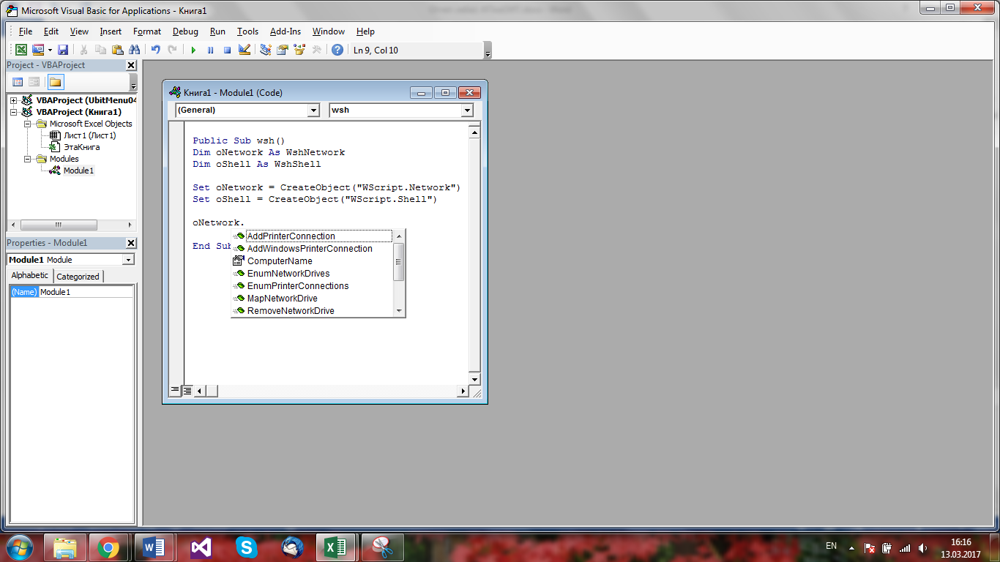 Microsoft Visual Basic for Applications - Книга1
File Edit View Insert Format Debug Run Tools Add-Ins Window Help
Ln 9, Col 10
Project - VBAProject
VBAProject (UbitMenu04
VBAProject (Книга1)
Microsoft Excel Objects
Лист1 (Лист1)
ЭтаКнига
Modules
Module1
Properties - Module1
Module1 Module
Alphabetic Categorized
(Name) Module1
Книга1 - Module1 (Code)
(General) wsh
Public Sub wsh()
Dim oNetwork As WshNetwork
Dim oShell As WshShell
Set oNetwork = CreateObject("WScript.Network")
Set oShell = CreateObject("WScript.Shell")
oNetwork.
End Sub
AddPrinterConnection
AddWindowsPrinterConnection
ComputerName
EnumNetworkDrives
EnumPrinterConnections
MapNetworkDrive
RemoveNetworkDrive
EN
16:16
13.03.2017